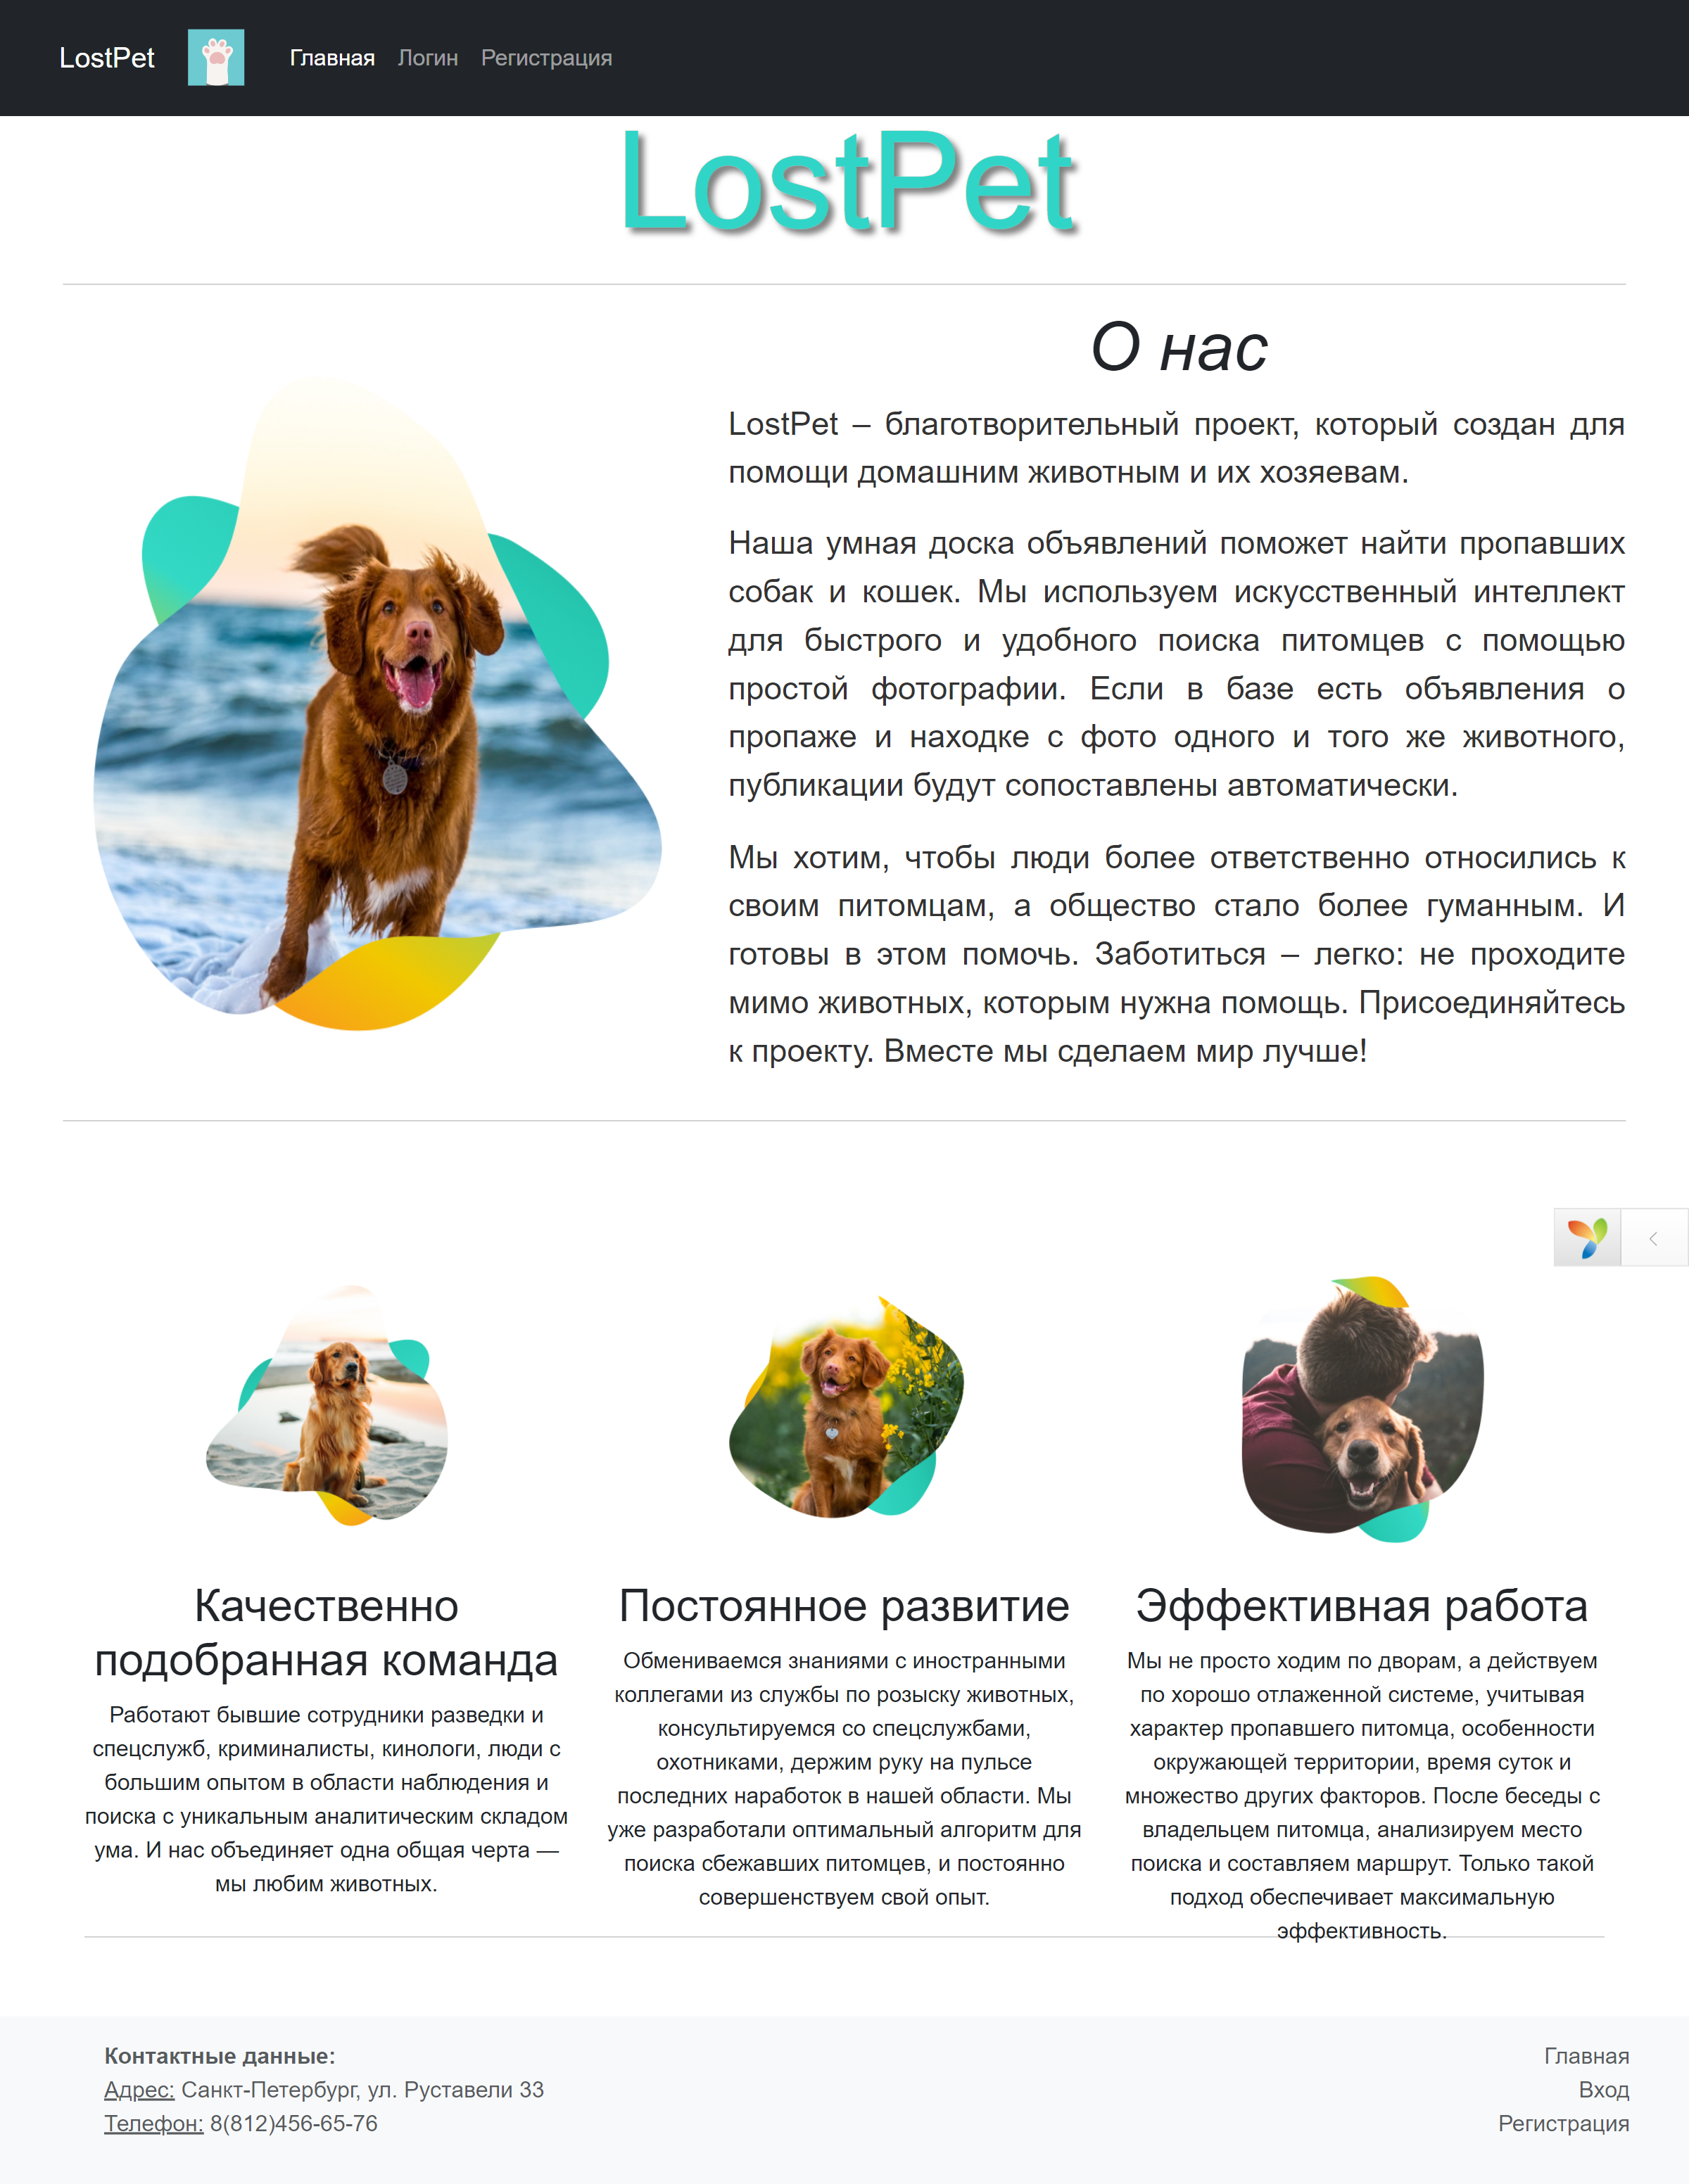 LostPet
Главная
Логин
Регистрация
LostPet
О нас
LostPet – благотворительный проект, который создан для
помощи домашним животным и их хозяевам.
Наша умная доска объявлений поможет найти пропавших
собак и кошек. Мы используем искусственный интеллект
для быстрого и удобного поиска питомцев с помощью
простой фотографии. Если в базе есть объявления о
пропаже и находке с фото одного и того же животного,
публикации будут сопоставлены автоматически.
Мы хотим, чтобы люди более ответственно относились к
своим питомцам, а общество стало более гуманным. И
готовы в этом помочь. Заботиться – легко: не проходите
мимо животных, которым нужна помощь. Присоединяйтесь
к проекту. Вместе мы сделаем мир лучше!
Качественно
подобранная команда
Работают бывшие сотрудники разведки и
спецслужб, криминалисты, кинологи, люди с
большим опытом в области наблюдения и
поиска с уникальным аналитическим складом
ума. И нас объединяет одна общая черта —
мы любим животных.
Постоянное развитие
Обмениваемся знаниями с иностранными
коллегами из службы по розыску животных,
консультируемся со спецслужбами,
охотниками, держим руку на пульсе
последних наработок в нашей области. Мы
уже разработали оптимальный алгоритм для
поиска сбежавших питомцев, и постоянно
совершенствуем свой опыт.
Эффективная работа
Мы не просто ходим по дворам, а действуем
по хорошо отлаженной системе, учитывая
характер пропавшего питомца, особенности
окружающей территории, время суток и
множество других факторов. После беседы с
владельцем питомца, анализируем место
поиска и составляем маршрут. Только такой
подход обеспечивает максимальную
эффективность.
Контактные данные:
Адрес: Санкт-Петербург, ул. Руставели 33
Телефон: 8(812)456-65-76
Главная
Вход
Регистрация